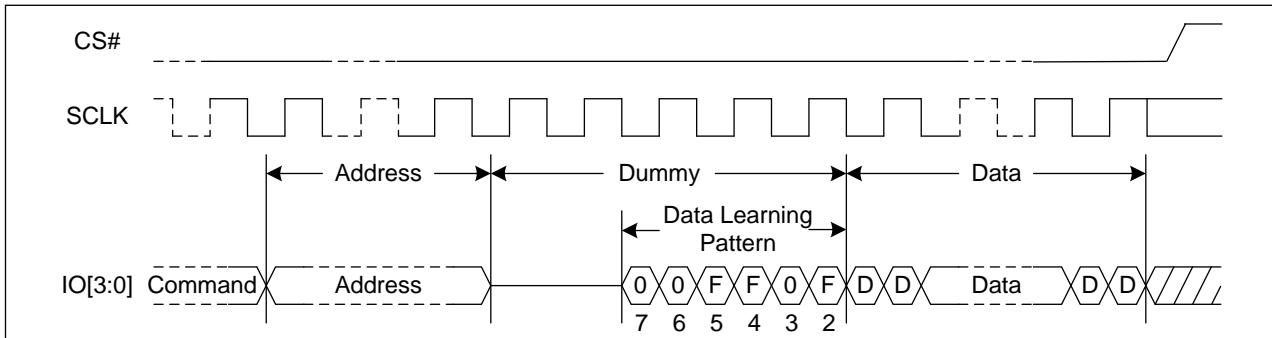 CS#
SCLK
Address Dummy Data
Data Learning
Pattern
IO[3:0] Command Address 0 0 F F 0 F D D Data D D
7 6 5 4 3 2